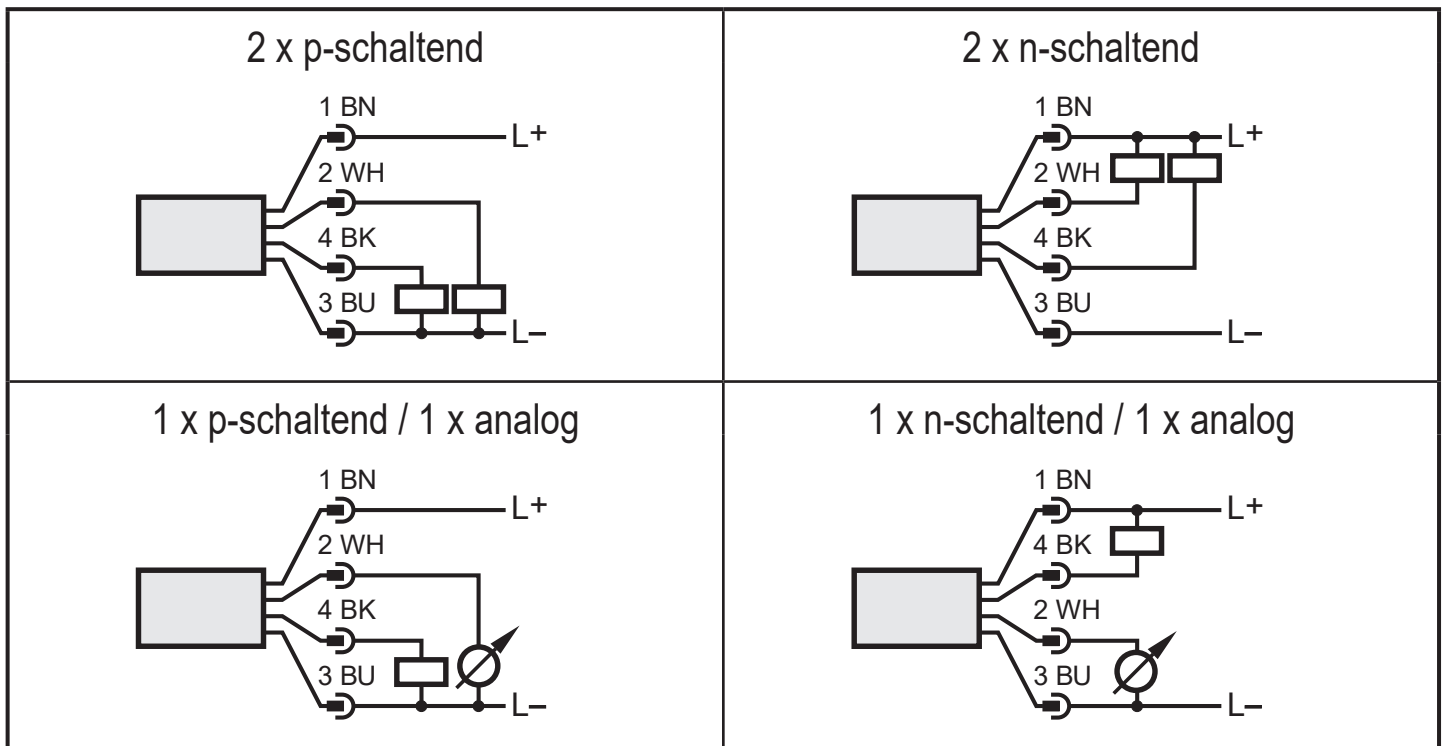 2 x p-schaltend
1 BN
L+
2 WH
4 BK
3 BU
L–
2 x n-schaltend
1 BN
L+
2 WH
4 BK
3 BU
L–
1 x p-schaltend / 1 x analog
1 BN
L+
2 WH
4 BK
3 BU
L–
1 x n-schaltend / 1 x analog
1 BN
L+
4 BK
2 WH
3 BU
L–